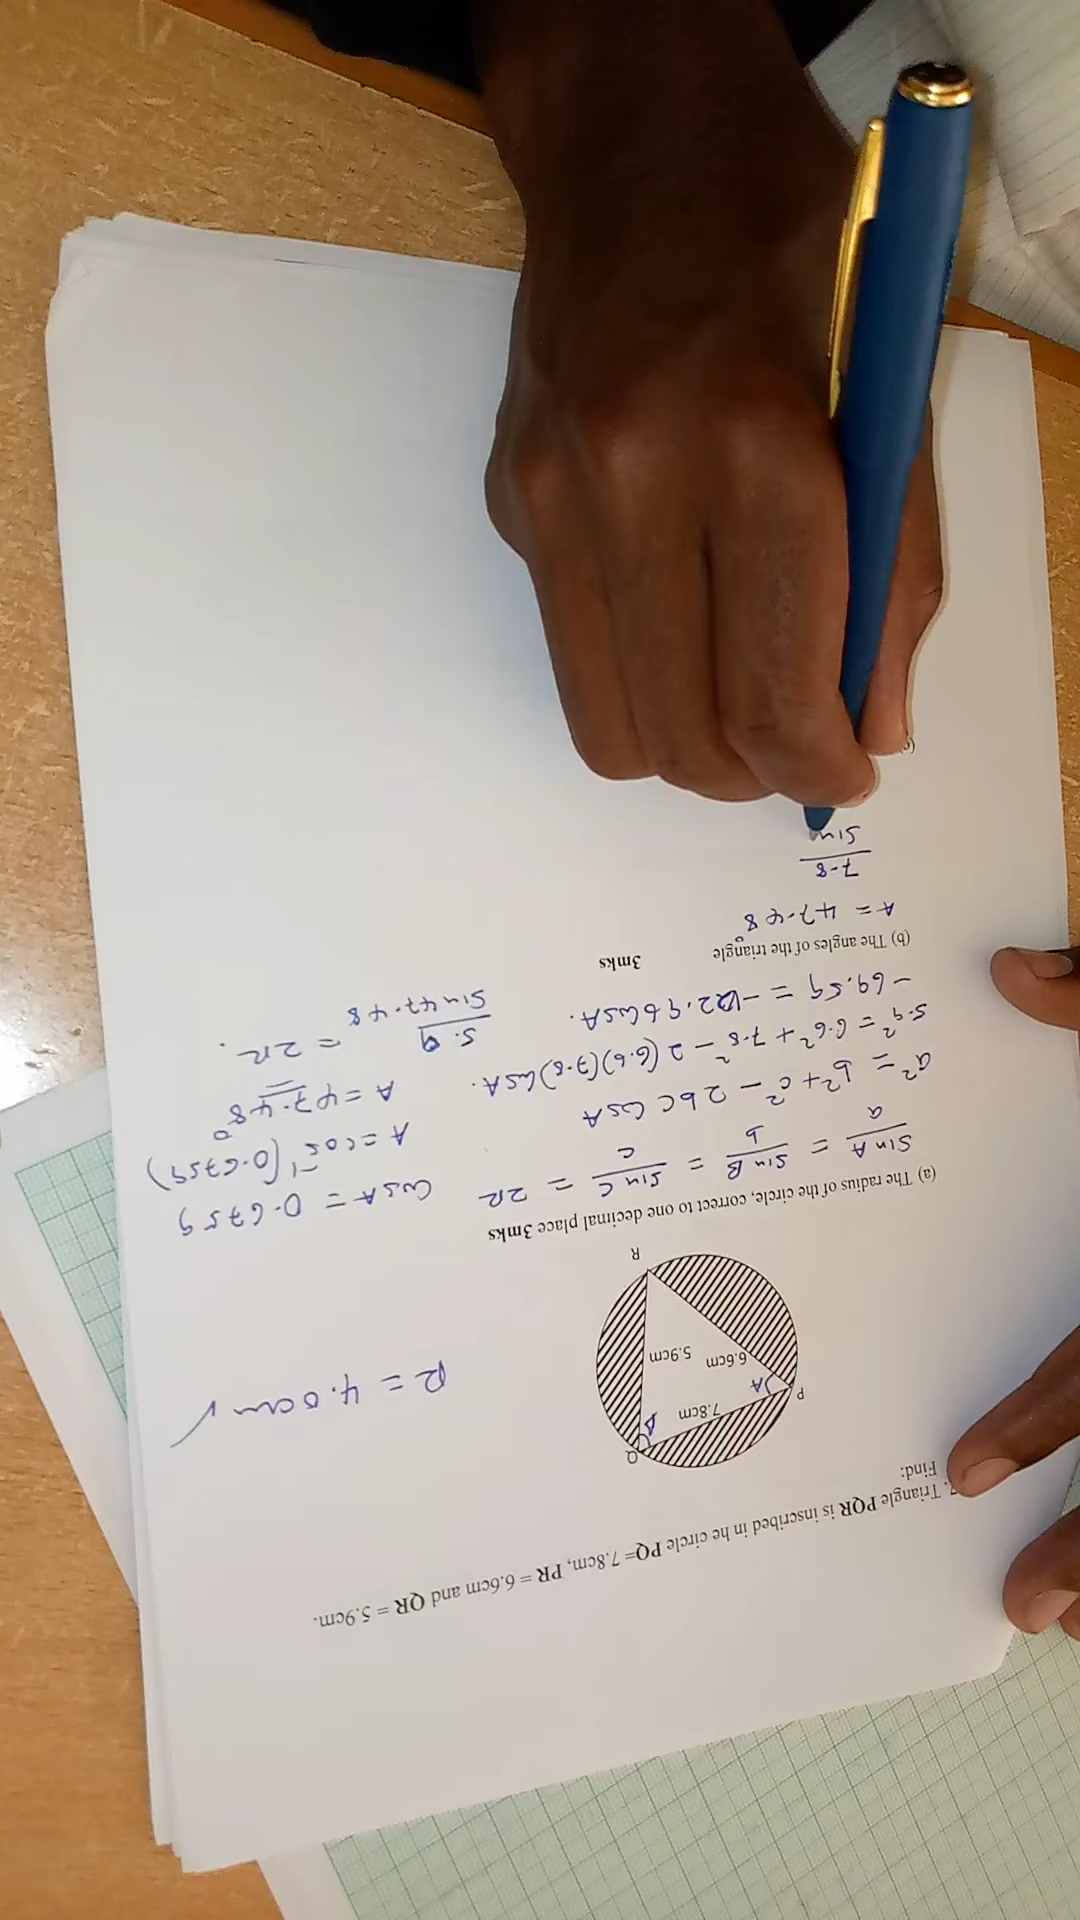 7. Triangle PQR is inscribed in he circle PQ= 7.8cm, PR = 6.6cm and QR = 5.9cm.
Find:
Q
7.8cm
P
A
6.6cm
5.9cm
R
R = 4.0cm
(a) The radius of the circle, correct to one decimal place 3mks
Sin A / a = Sin B / b = Sin C / c = 2R
a² = b² + c² - 2bc Cos A
5.9² = 6.6² + 7.8² - 2(6.6)(7.8)CosA.
-69.59 = -102.96CosA.
CosA = 0.6759
A = cos⁻¹(0.6759)
A = 47.48°
5.9 / Sin 47.48 = 2R.
(b) The angles of the triangle 3mks
A = 47.48°
7.8 / Sin